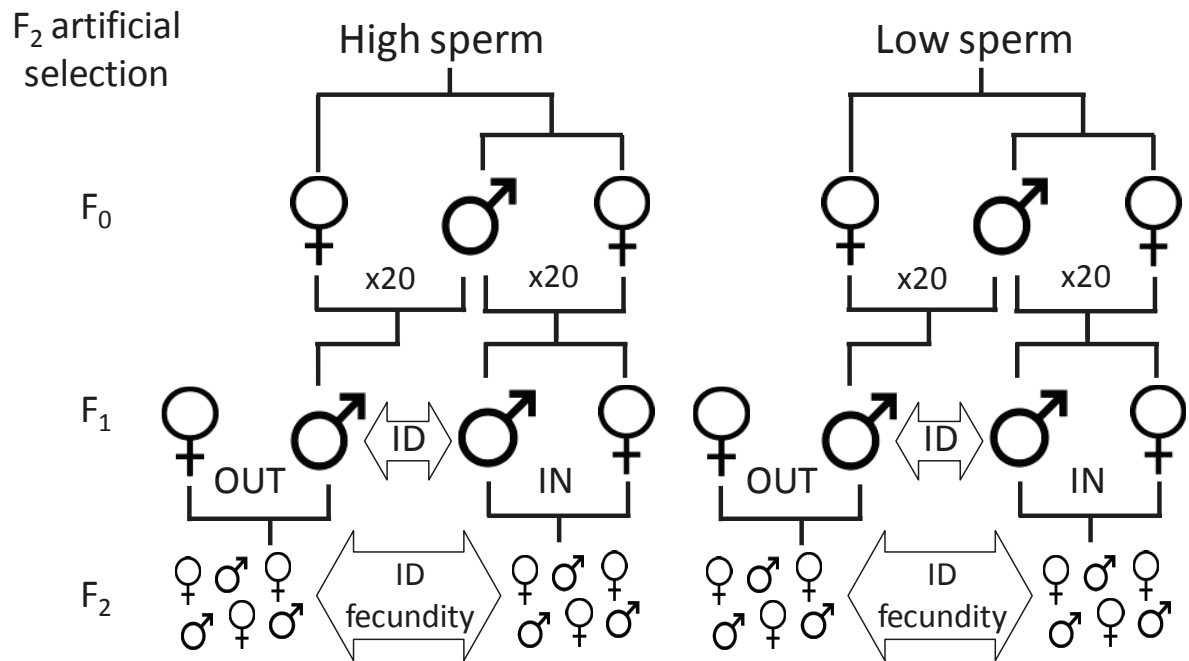 F₂ artificial
selection
High sperm
Low sperm
F₀
x20
x20
x20
x20
F₁
ID
ID
OUT
IN
OUT
IN
F₂
ID
fecundity
ID
fecundity